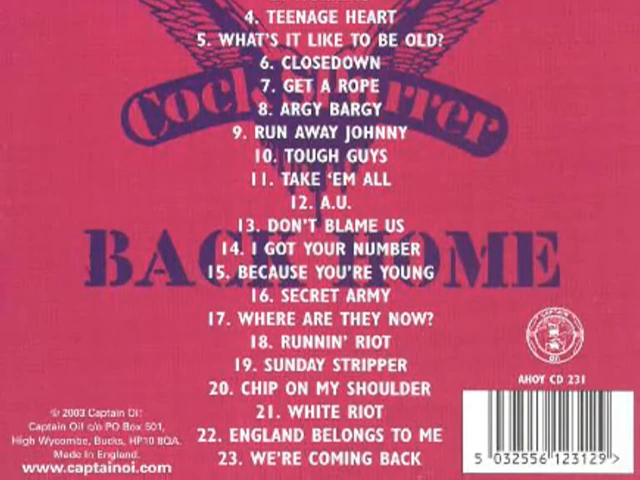 4. TEENAGE HEART
5. WHAT'S IT LIKE TO BE OLD?
6. CLOSEDOWN
7. GET A ROPE
8. ARGY BARGY
9. RUN AWAY JOHNNY
10. TOUGH GUYS
11. TAKE 'EM ALL
12. A.U.
13. DON'T BLAME US
14. I GOT YOUR NUMBER
15. BECAUSE YOU'RE YOUNG
16. SECRET ARMY
17. WHERE ARE THEY NOW?
18. RUNNIN' RIOT
19. SUNDAY STRIPPER
20. CHIP ON MY SHOULDER
21. WHITE RIOT
22. ENGLAND BELONGS TO ME
23. WE'RE COMING BACK
Cock Sparrer
BACK HOME
© 2003 Captain Oi!
Captain Oi! c/o PO Box 501,
High Wycombe, Bucks, HP10 8QA.
Made In England.
www.captainoi.com
AHOY CD 231
5 032556 123129 >